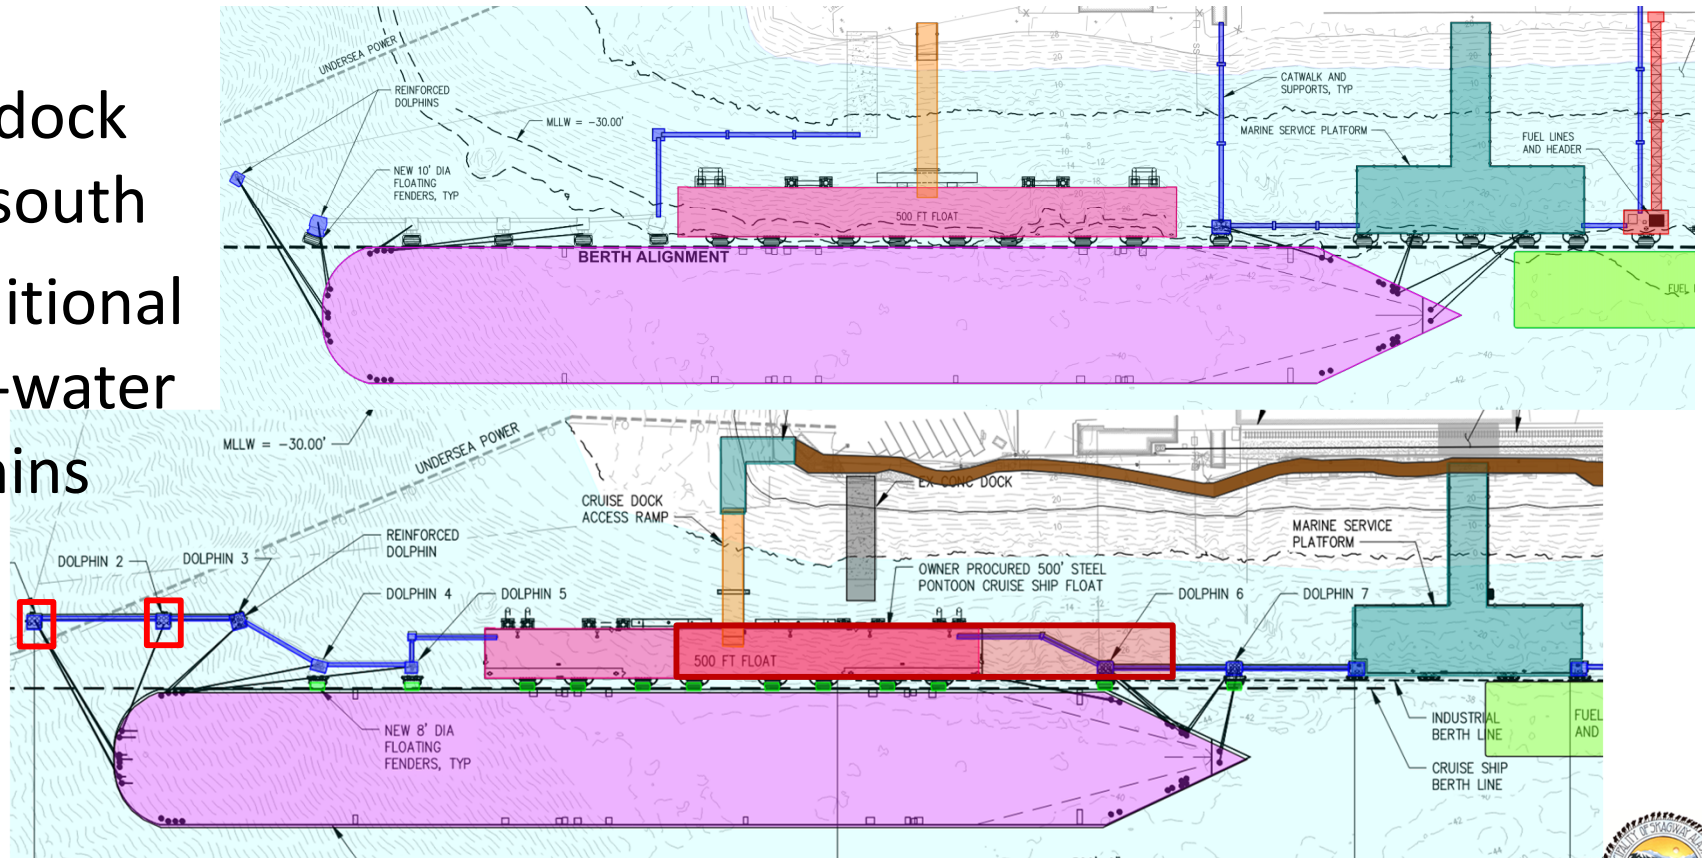 dock
south
itional
-water
ins
UNDERSEA POWER
REINFORCED
DOLPHINS
MLLW = -30.00'
NEW 10' DIA
FLOATING
FENDERS, TYP
500 FT FLOAT
BERTH ALIGNMENT
CATWALK AND
SUPPORTS, TYP
MARINE SERVICE PLATFORM
FUEL LINES
AND HEADER
FUEL
MLLW = -30.00'
UNDERSEA POWER
CRUISE DOCK
ACCESS RAMP
EX CONC DOCK
REINFORCED
DOLPHIN
DOLPHIN 2
DOLPHIN 3
DOLPHIN 4
DOLPHIN 5
OWNER PROCURED 500' STEEL
PONTOON CRUISE SHIP FLOAT
DOLPHIN 6
DOLPHIN 7
MARINE SERVICE
PLATFORM
500 FT FLOAT
NEW 8' DIA
FLOATING
FENDERS, TYP
INDUSTRIAL
BERTH LINE
FUEL
AND
CRUISE SHIP
BERTH LINE
OF SKAGWAY